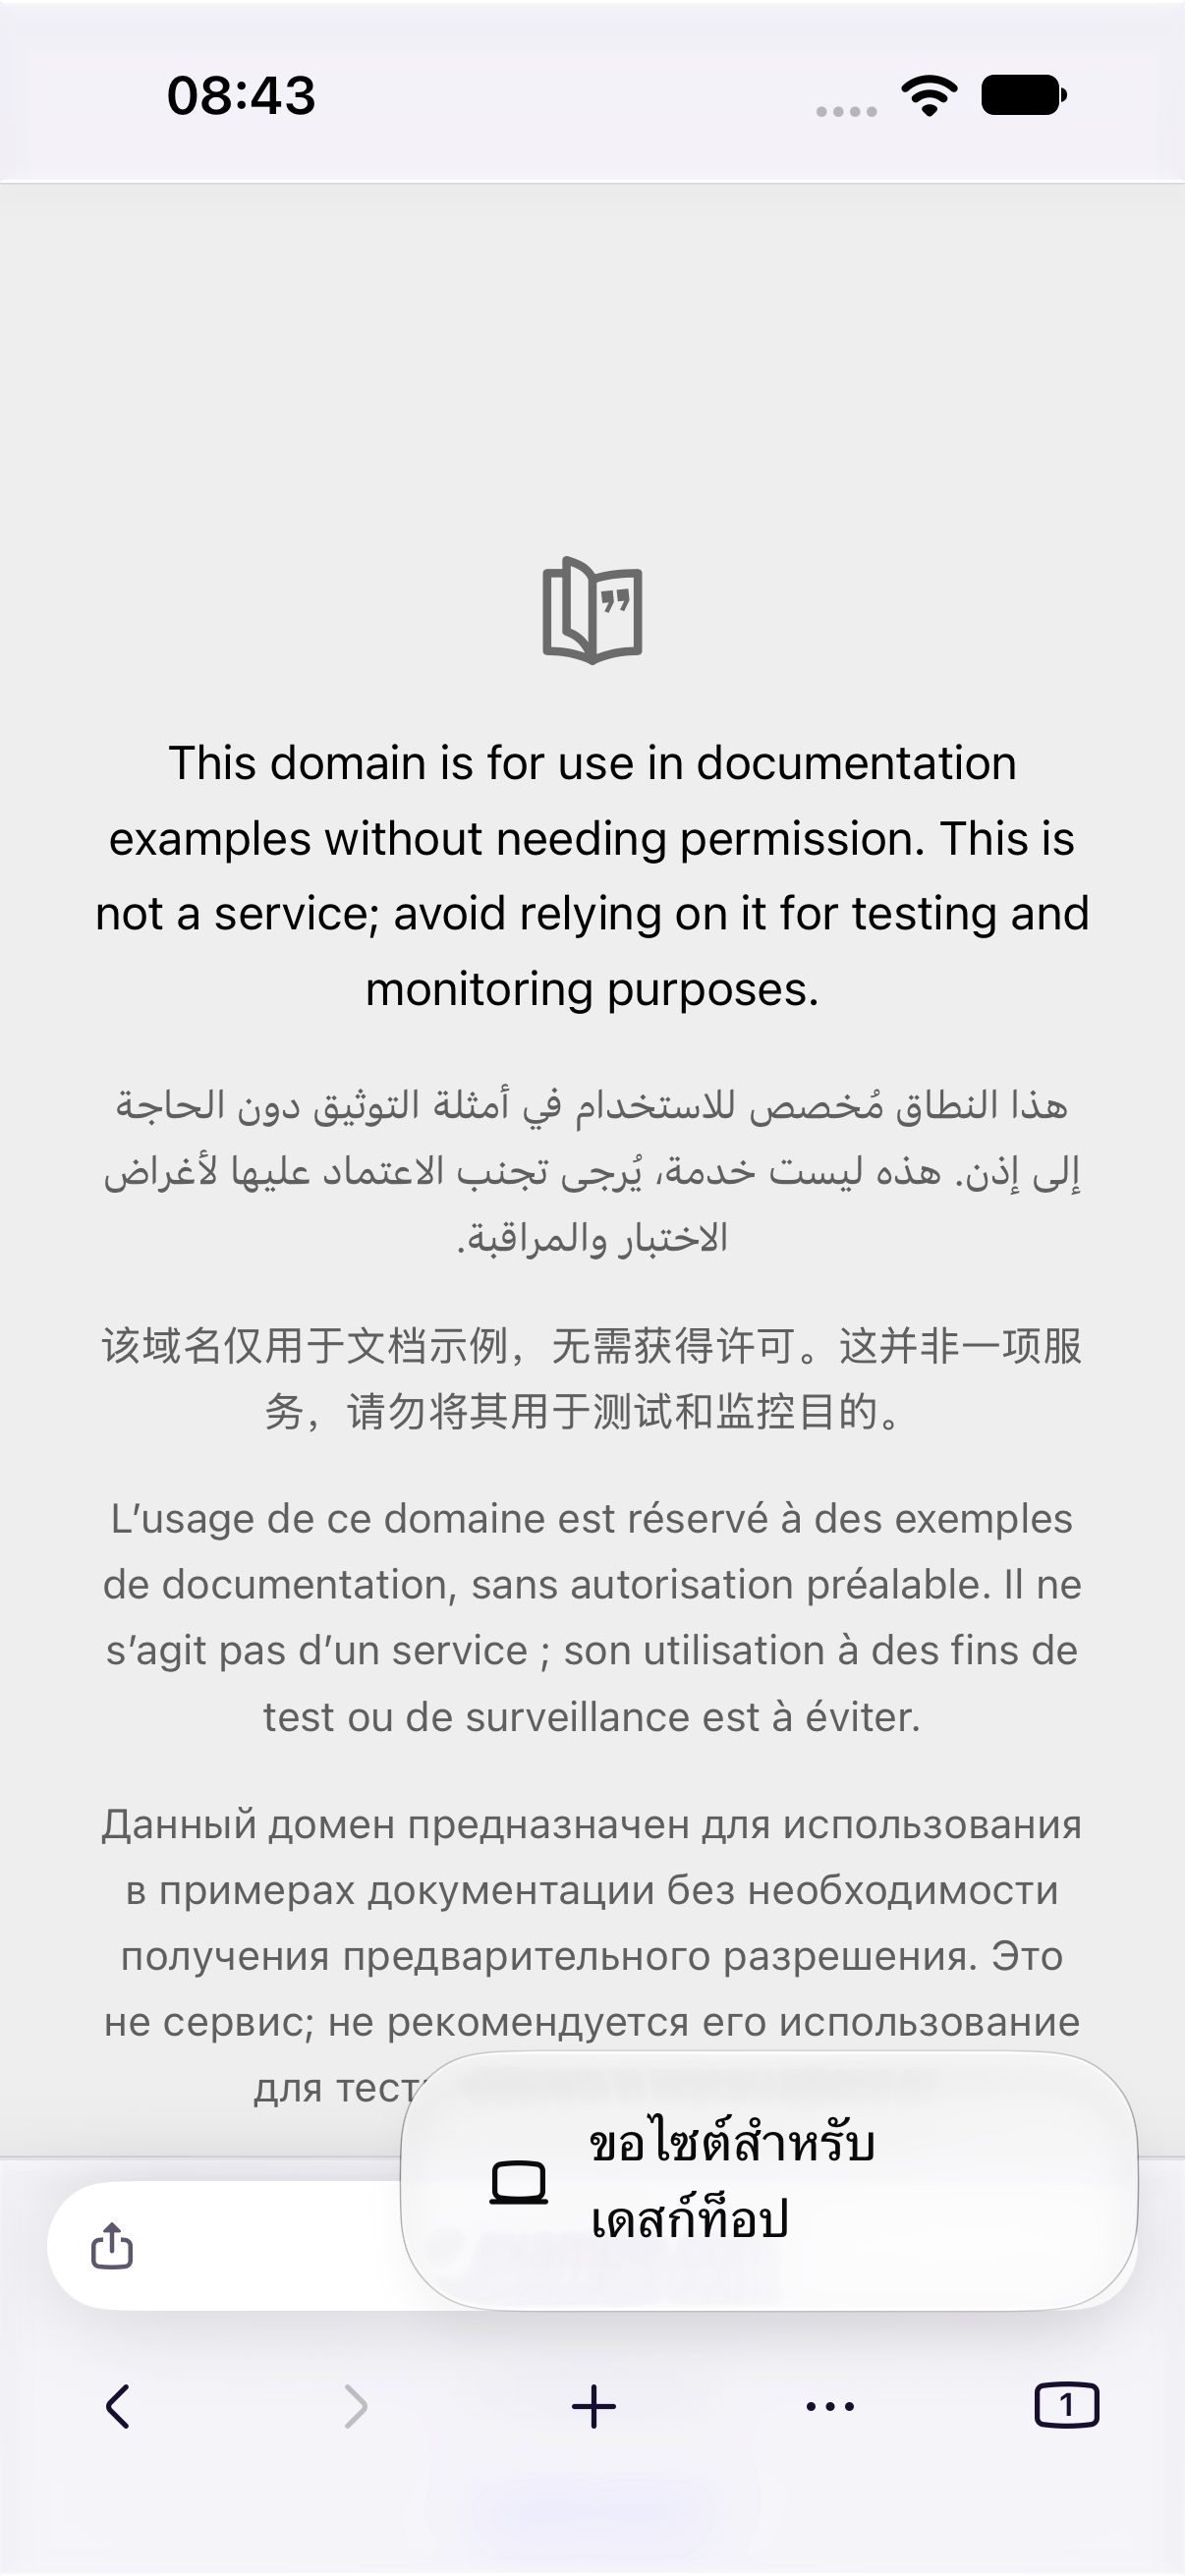 08:43
This domain is for use in documentation
examples without needing permission. This is
not a service; avoid relying on it for testing and
monitoring purposes.
هذا النطاق مُخصص للاستخدام في أمثلة التوثيق دون الحاجة
إلى إذن. هذه ليست خدمة، يُرجى تجنب الاعتماد عليها لأغراض
الاختبار والمراقبة.
该域名仅用于文档示例，无需获得许可。这并非一项服
务，请勿将其用于测试和监控目的。
L’usage de ce domaine est réservé à des exemples
de documentation, sans autorisation préalable. Il ne
s’agit pas d’un service ; son utilisation à des fins de
test ou de surveillance est à éviter.
Данный домен предназначен для использования
в примерах документации без необходимости
получения предварительного разрешения. Это
не сервис; не рекомендуется его использование
для
ขอไซต์สำหรับ
เดสก์ท็อป
1